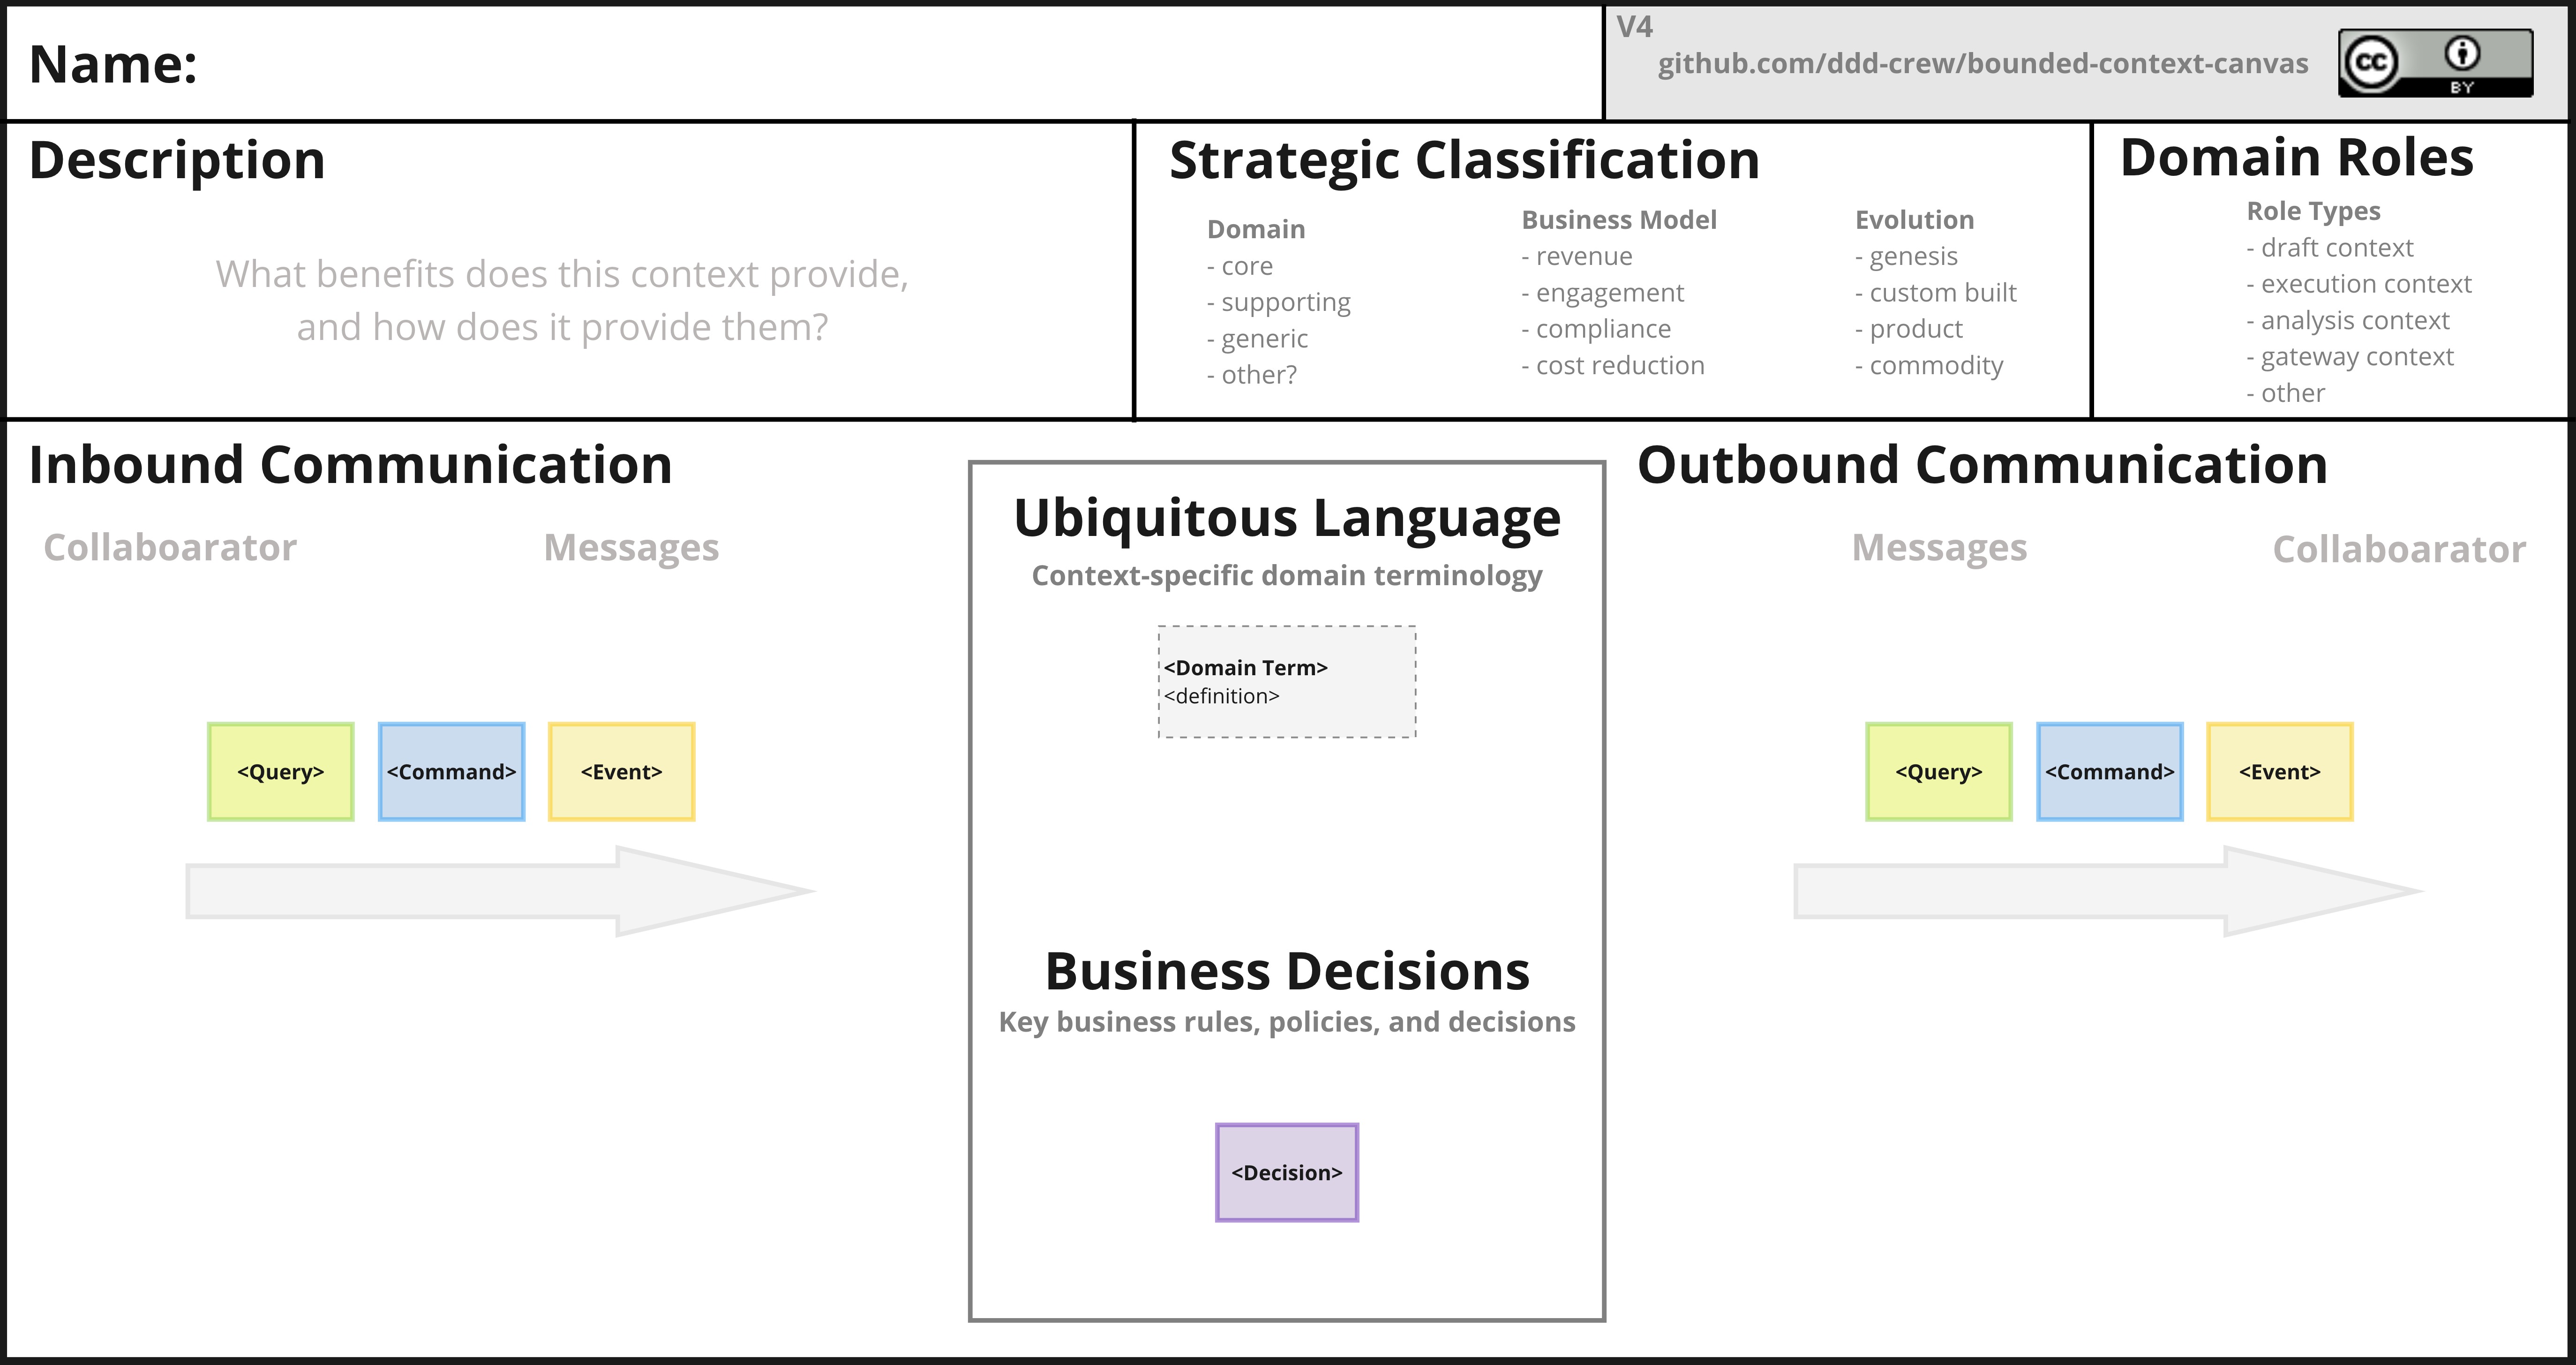 Name:
V4
github.com/ddd-crew/bounded-context-canvas
cc
BY
Description
What benefits does this context provide,
and how does it provide them?
Strategic Classification
Domain
- core
- supporting
- generic
- other?
Business Model
- revenue
- engagement
- compliance
- cost reduction
Evolution
- genesis
- custom built
- product
- commodity
Domain Roles
Role Types
- draft context
- execution context
- analysis context
- gateway context
- other
Inbound Communication
Collaboarator
Messages
<Query>
<Command>
<Event>
Ubiquitous Language
Context-specific domain terminology
<Domain Term>
<definition>
Business Decisions
Key business rules, policies, and decisions
<Decision>
Outbound Communication
Messages
Collaboarator
<Query>
<Command>
<Event>